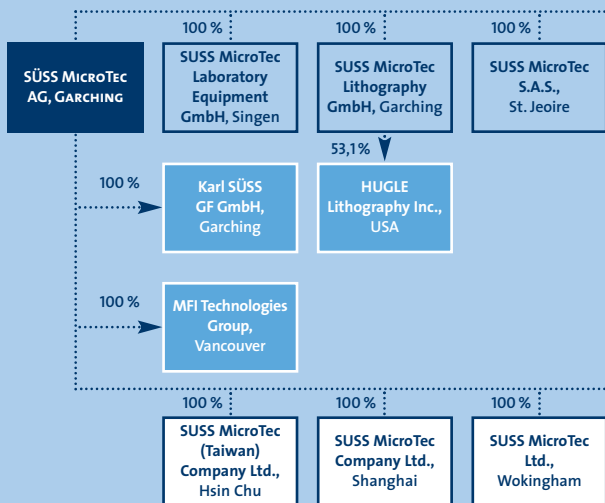 SÜSS MICROTEC
AG, GARCHING
100 %
SUSS MicroTec
Laboratory
Equipment
GmbH, Singen
100 %
SUSS MicroTec
Lithography
GmbH, Garching
100 %
SUSS MicroTec
S.A.S.,
St. Jeoire
53,1 %
100 %
Karl SÜSS
GF GmbH,
Garching
HUGLE
Lithography Inc.,
USA
100 %
MFI Technologies
Group,
Vancouver
100 %
SUSS MicroTec
(Taiwan)
Company Ltd.,
Hsin Chu
100 %
SUSS MicroTec
Company Ltd.,
Shanghai
100 %
SUSS MicroTec
Ltd.,
Wokingham